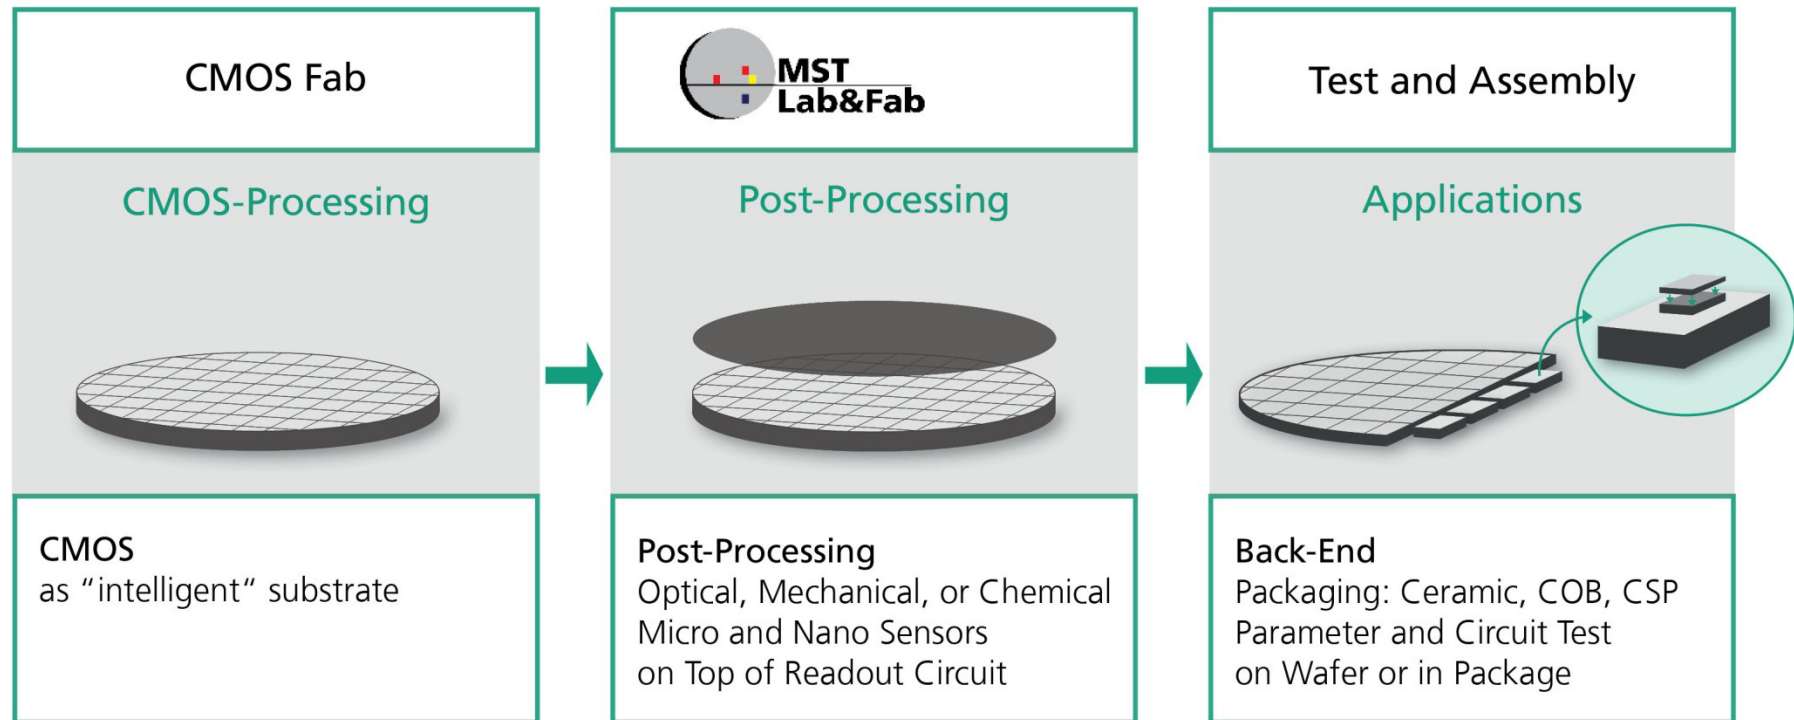 CMOS Fab
MST
Lab&Fab
Test and Assembly
CMOS-Processing
Post-Processing
Applications
CMOS
as “intelligent“ substrate
Post-Processing
Optical, Mechanical, or Chemical
Micro and Nano Sensors
on Top of Readout Circuit
Back-End
Packaging: Ceramic, COB, CSP
Parameter and Circuit Test
on Wafer or in Package